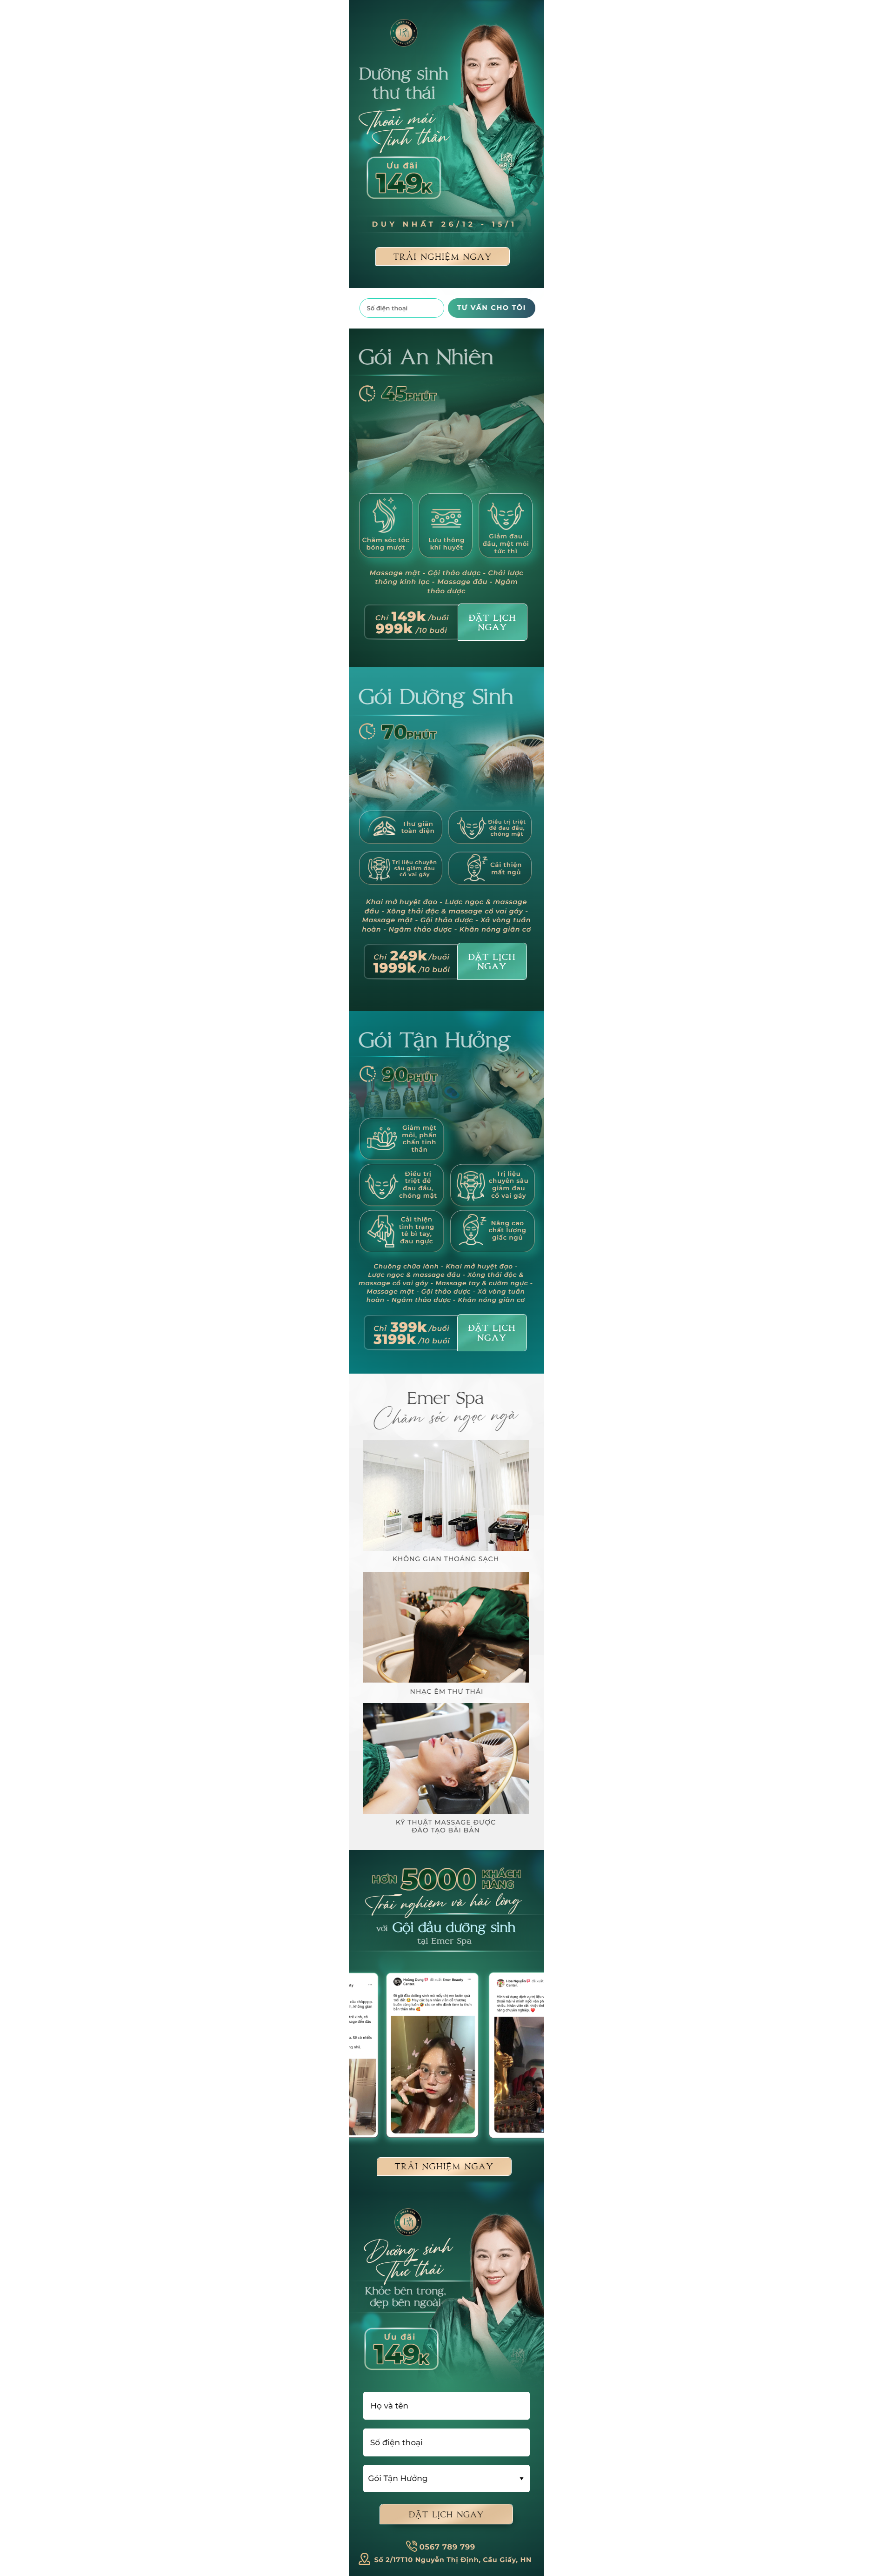 Dưỡng sinh
thư thái
Thoải mái
Tinh thần
Ưu đãi
149K
DUY NHẤT 26/12 - 15/1
TRẢI NGHIỆM NGAY
Số điện thoại
TƯ VẤN CHO TÔI
Gói An Nhiên
45PHÚT
Chăm sóc tóc
bóng mượt
Lưu thông
khí huyết
Giảm đau
đầu, mệt mỏi
tức thì
Massage mặt - Gội thảo dược - Chải lược
thông kinh lạc - Massage đầu - Ngâm
thảo dược
Chỉ 149k /buổi
999k /10 buổi
ĐẶT LỊCH
NGAY
Gói Dưỡng Sinh
70PHÚT
Thư giãn
toàn diện
Điều trị triệt
để đau đầu,
chóng mặt
Trị liệu chuyên
sâu giảm đau
cổ vai gáy
Cải thiện
mất ngủ
Khai mở huyệt đạo - Lược ngọc & massage
đầu - Xông thải độc & massage cổ vai gáy -
Massage mặt - Gội thảo dược - Xả vòng tuần
hoàn - Ngâm thảo dược - Khăn nóng giãn cơ
Chỉ 249k /buổi
1999k /10 buổi
ĐẶT LỊCH
NGAY
Gói Tận Hưởng
90PHÚT
Giảm mệt
mỏi, phấn
chấn tinh
thần
Điều trị
triệt để
đau đầu,
chóng mặt
Trị liệu
chuyên sâu
giảm đau
cổ vai gáy
Cải thiện
tình trạng
tê bì tay,
đau ngực
Nâng cao
chất lượng
giấc ngủ
Chuông chữa lành - Khai mở huyệt đạo -
Lược ngọc & massage đầu - Xông thải độc &
massage cổ vai gáy - Massage tay & cườm ngực -
Massage mặt - Gội thảo dược - Xả vòng tuần
hoàn - Ngâm thảo dược - Khăn nóng giãn cơ
Chỉ 399k /buổi
3199k /10 buổi
ĐẶT LỊCH
NGAY
Emer Spa
Chăm sóc ngọc ngà
KHÔNG GIAN THOÁNG SẠCH
NHẠC ÊM THƯ THÁI
KỸ THUẬT MASSAGE ĐƯỢC
ĐÀO TẠO BÀI BẢN
HƠN 5000 KHÁCH
HÀNG
Trải nghiệm và hài lòng
với Gội đầu dưỡng sinh
tại Emer Spa
TRẢI NGHIỆM NGAY
Dưỡng sinh
Thư thái
Khỏe bên trong,
đẹp bên ngoài
Ưu đãi
149K
Họ và tên
Số điện thoại
Gói Tận Hưởng
ĐẶT LỊCH NGAY
0567 789 799
Số 2/17T10 Nguyễn Thị Định, Cầu Giấy, HN